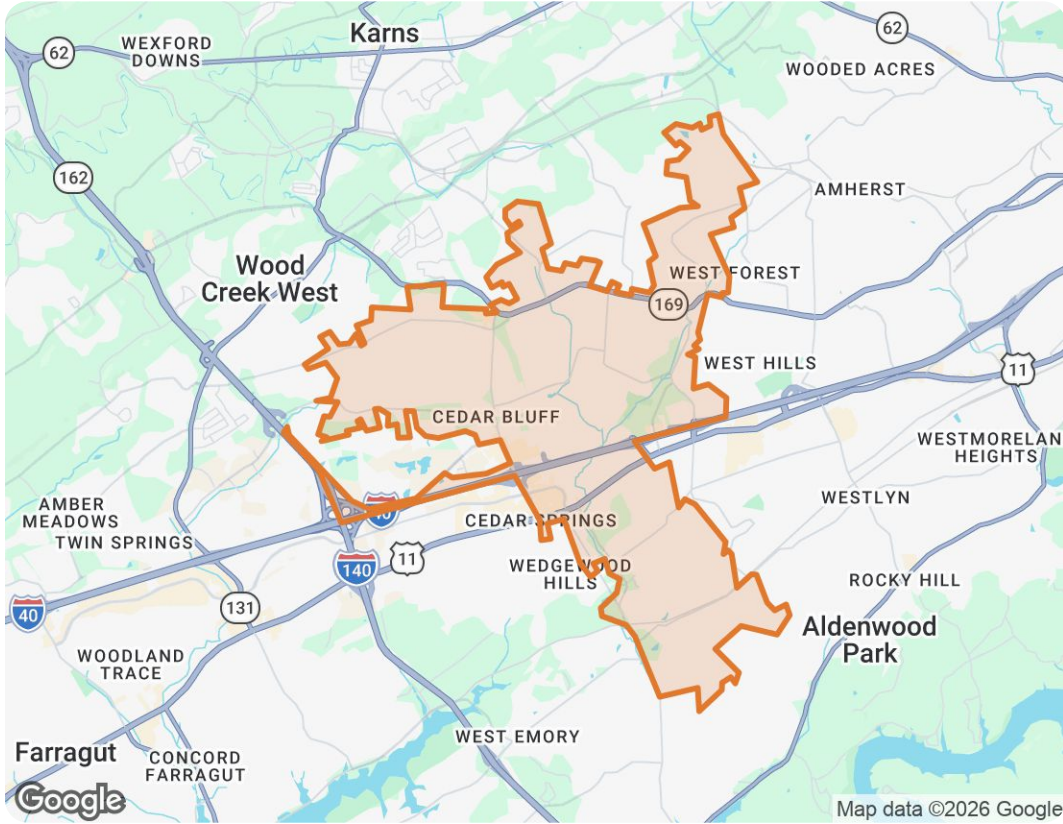 Karns
62
WEXFORD
DOWNS
62
WOODED ACRES
162
AMHERST
Wood
Creek West
WEST FOREST
169
WEST HILLS
11
CEDAR BLUFF
WESTMORELAN
HEIGHTS
AMBER
MEADOWS
40
WESTLYN
TWIN SPRINGS
CEDAR SPRINGS
11
WEDGEWOOD
HILLS
140
ROCKY HILL
40
131
Aldenwood
Park
WOODLAND
TRACE
WEST EMORY
Farragut
CONCORD
FARRAGUT
Google
Map data ©2026 Google